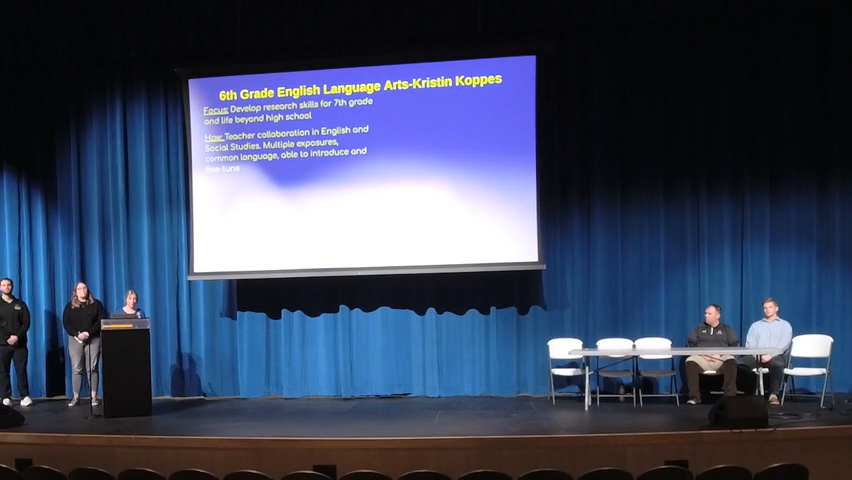 6th Grade English Language Arts-Kristin Koppes
Focus: Develop research skills for 7th grade
and life beyond high school
How: Teacher collaboration in English and
Social Studies. Multiple exposures,
common language, able to introduce and
fine-tune